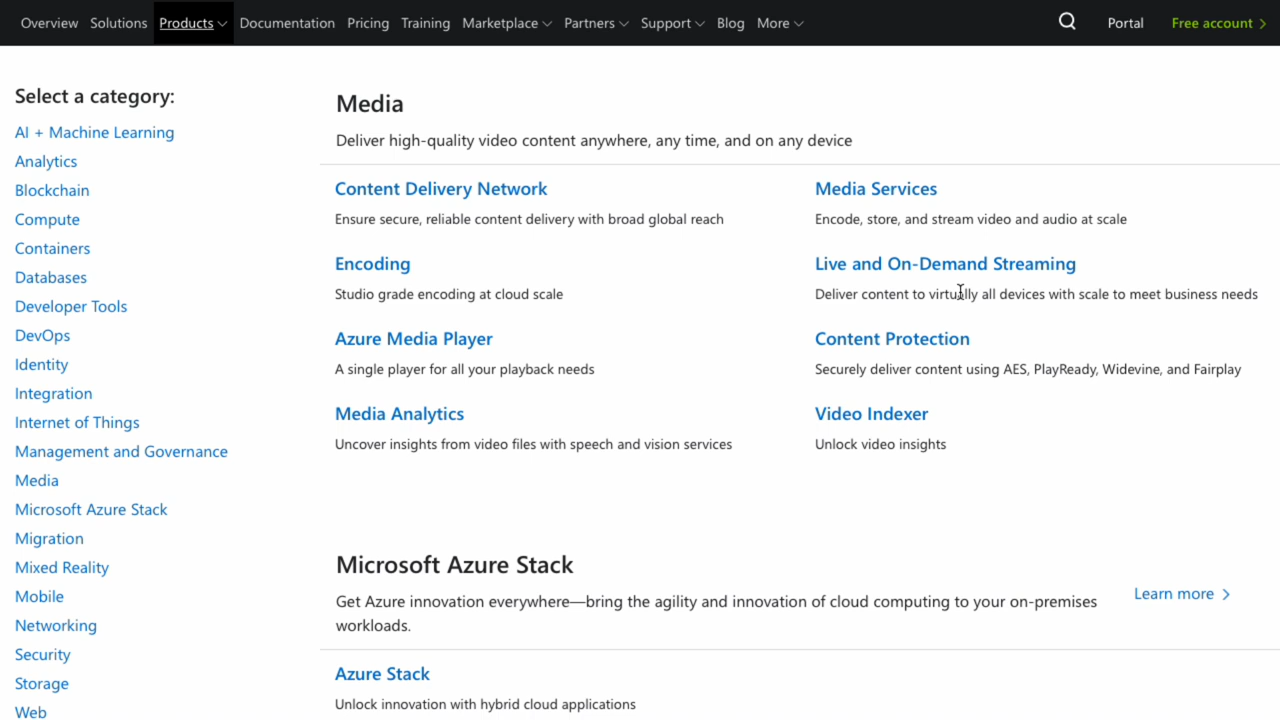 Overview Solutions Products Documentation Pricing Training Marketplace Partners Support Blog More Portal Free account
Select a category:
AI + Machine Learning
Analytics
Blockchain
Compute
Containers
Databases
Developer Tools
DevOps
Identity
Integration
Internet of Things
Management and Governance
Media
Microsoft Azure Stack
Migration
Mixed Reality
Mobile
Networking
Security
Storage
Web
Media
Deliver high-quality video content anywhere, any time, and on any device
Content Delivery Network
Ensure secure, reliable content delivery with broad global reach
Media Services
Encode, store, and stream video and audio at scale
Encoding
Studio grade encoding at cloud scale
Live and On-Demand Streaming
Deliver content to virtually all devices with scale to meet business needs
Azure Media Player
A single player for all your playback needs
Content Protection
Securely deliver content using AES, PlayReady, Widevine, and Fairplay
Media Analytics
Uncover insights from video files with speech and vision services
Video Indexer
Unlock video insights
Microsoft Azure Stack
Get Azure innovation everywhere—bring the agility and innovation of cloud computing to your on-premises
workloads.
Learn more
Azure Stack
Unlock innovation with hybrid cloud applications